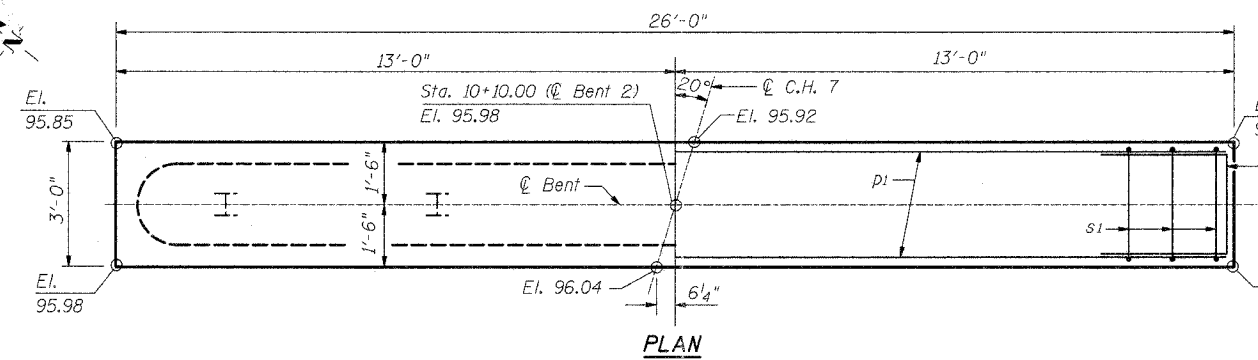 26'-0"
N
13'-0"
13'-0"
20°
℄ C.H. 7
Sta. 10+10.00 (℄ Bent 2)
El. 95.98
El. 95.92
El.
95.85
3'-0"
1'-6"
1'-6"
℄ Bent
p1
s1
El.
95.98
El. 96.04
6¼"
PLAN